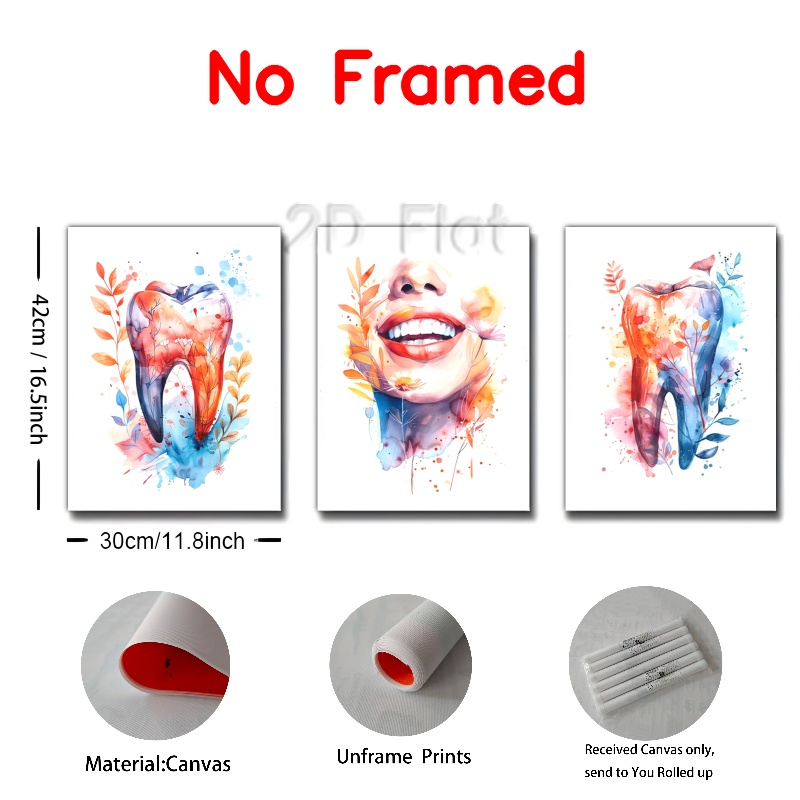 No Framed
2D Flat
42cm / 16.5inch
30cm/11.8inch
Material:Canvas
Unframe Prints
Received Canvas only,
send to You Rolled up